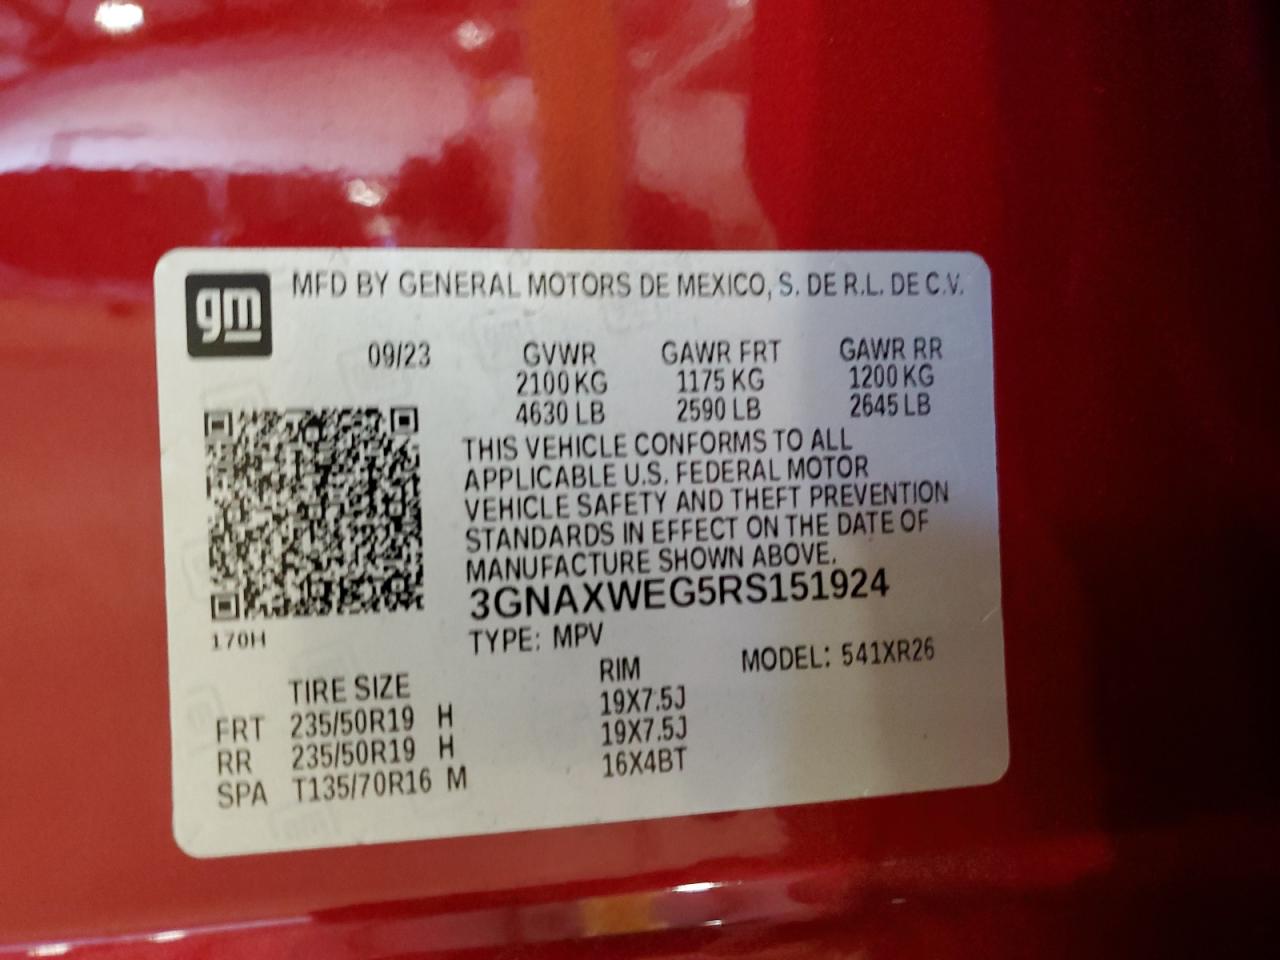 gm MFD BY GENERAL MOTORS DE MEXICO, S. DE R.L. DE C.V.
09/23 GVWR GAWR FRT GAWR RR
2100 KG 1175 KG 1200 KG
4630 LB 2590 LB 2645 LB
THIS VEHICLE CONFORMS TO ALL
APPLICABLE U.S. FEDERAL MOTOR
VEHICLE SAFETY AND THEFT PREVENTION
STANDARDS IN EFFECT ON THE DATE OF
MANUFACTURE SHOWN ABOVE.
3GNAXWEG5RS151924
170H
TYPE: MPV MODEL: 541XR26
TIRE SIZE RIM
FRT 235/50R19 H 19X7.5J
RR 235/50R19 H 19X7.5J
SPA T135/70R16 M 16X4BT